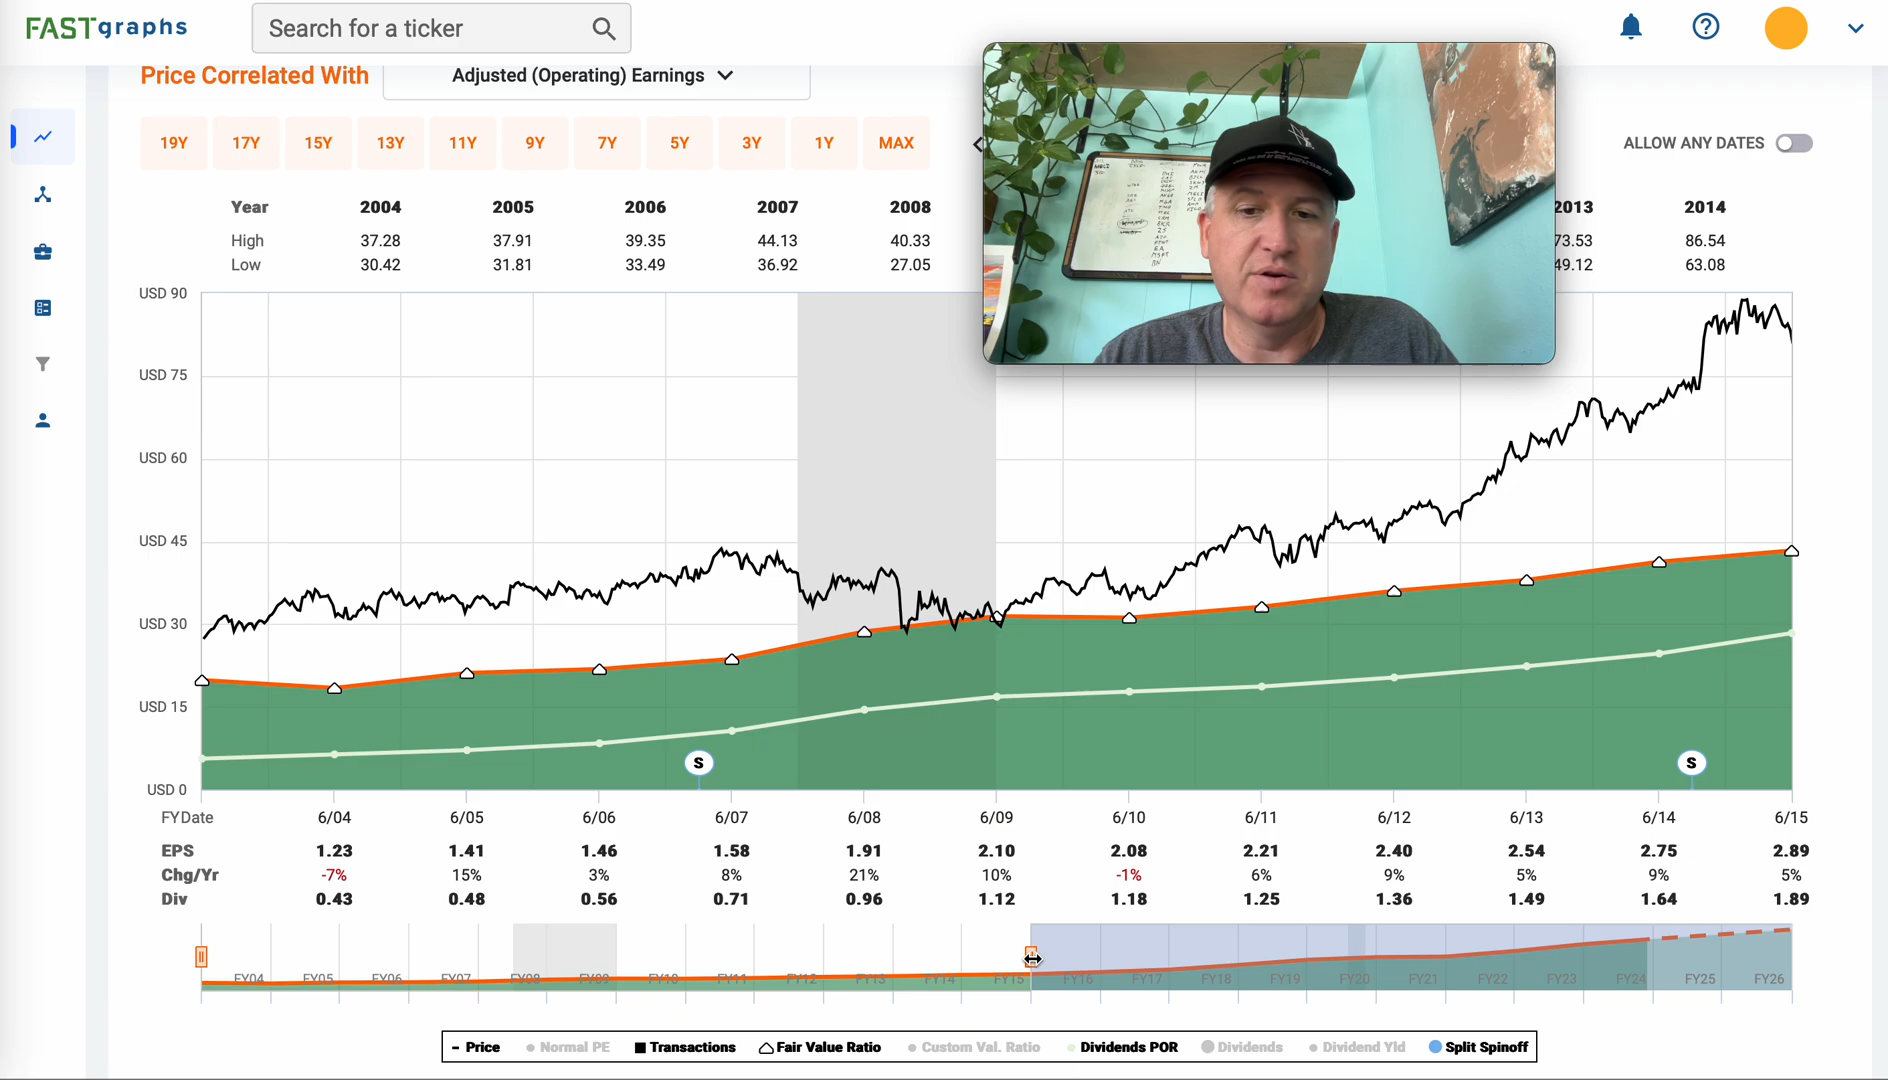 FAST graphs
Search for a ticker
Price Correlated With
Adjusted (Operating) Earnings
19Y 17Y 15Y 13Y 11Y 9Y 7Y 5Y 3Y 1Y MAX
ALLOW ANY DATES
Year 2004 2005 2006 2007 2008 2013 2014
High 37.28 37.91 39.35 44.13 40.33 73.53 86.54
Low 30.42 31.81 33.49 36.92 27.05 49.12 63.08
USD 90
USD 75
USD 60
USD 45
USD 30
USD 15
S S
USD 0
FYDate 6/04 6/05 6/06 6/07 6/08 6/09 6/10 6/11 6/12 6/13 6/14 6/15
EPS 1.23 1.41 1.46 1.58 1.91 2.10 2.08 2.21 2.40 2.54 2.75 2.89
Chg/Yr -7% 15% 3% 8% 21% 10% -1% 6% 9% 5% 9% 5%
Div 0.43 0.48 0.56 0.71 0.96 1.12 1.18 1.25 1.36 1.49 1.64 1.89
FY04 FY05 FY06 FY07 FY08 FY09 FY10 FY11 FY12 FY13 FY14 FY15 FY16 FY17 FY18 FY19 FY20 FY21 FY22 FY23 FY24 FY25 FY26
Price Normal PE Transactions Fair Value Ratio Custom Val. Ratio Dividends POR Dividends Dividend Yld Split Spinoff